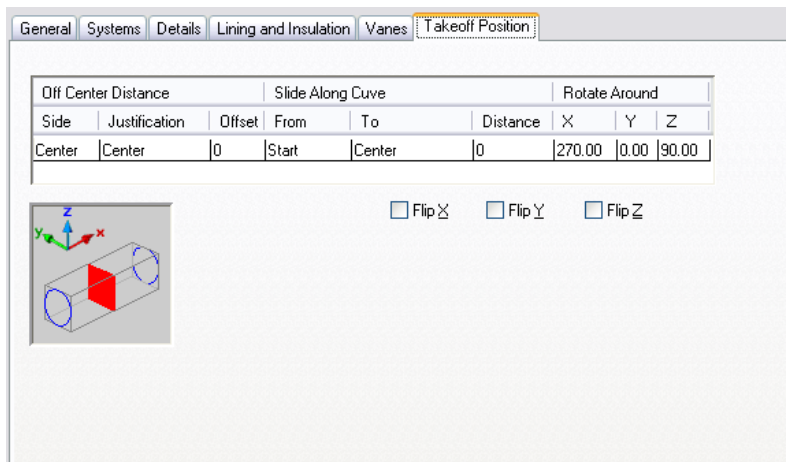 General Systems Details Lining and Insulation Vanes Takeoff Position
Off Center Distance Slide Along Cuve Rotate Around
Side Justification Offset From To Distance X Y Z
Center Center 0 Start Center 0 270.00 0.00 90.00
Flip X Flip Y Flip Z
z
y x